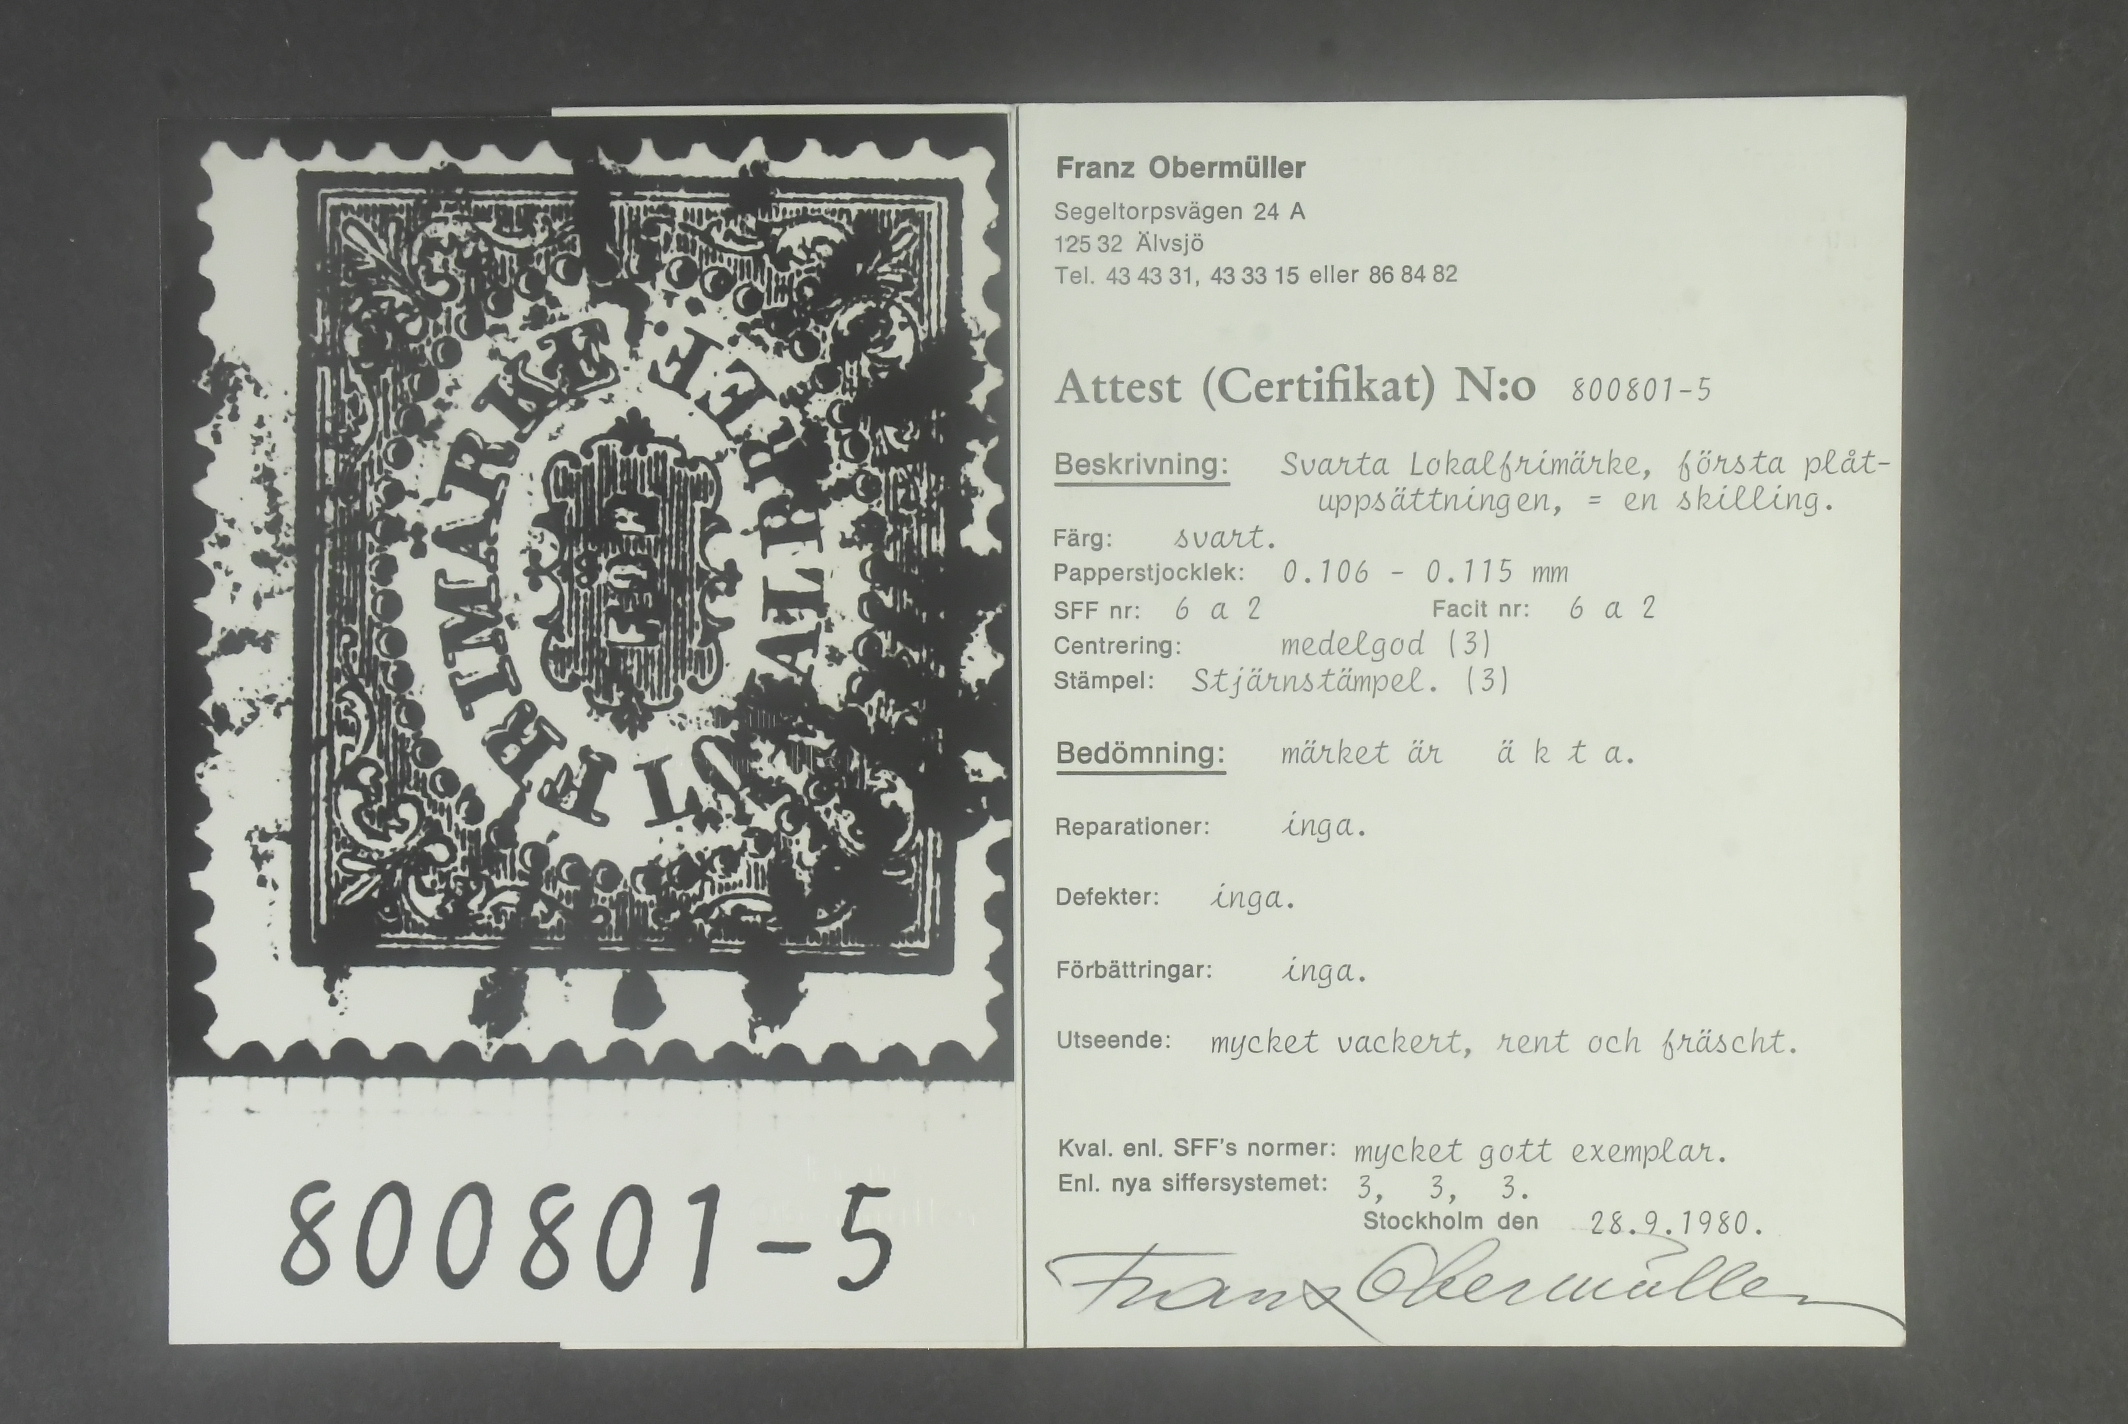 FRIMÄRKE
FÖR
LOKALBREF
800801-5
Franz Obermüller
Segeltorpsvägen 24 A
125 32 Älvsjö
Tel. 43 43 31, 43 33 15 eller 86 84 82
Attest (Certifikat) N:o 800801-5
Beskrivning: Svarta Lokalfrimärke, första plåt-
uppsättningen, = en skilling.
Färg: svart.
Papperstjocklek: 0.106 - 0.115 mm
SFF nr: 6 a 2 Facit nr: 6 a 2
Centrering: medelgod (3)
Stämpel: Stjärnstämpel. (3)
Bedömning: märket är ä k t a.
Reparationer: inga.
Defekter: inga.
Förbättringar: inga.
Utseende: mycket vackert, rent och fräscht.
Kval. enl. SFF's normer: mycket gott exemplar.
Enl. nya siffersystemet: 3, 3, 3.
Stockholm den 28.9.1980.
Franz Obermüller